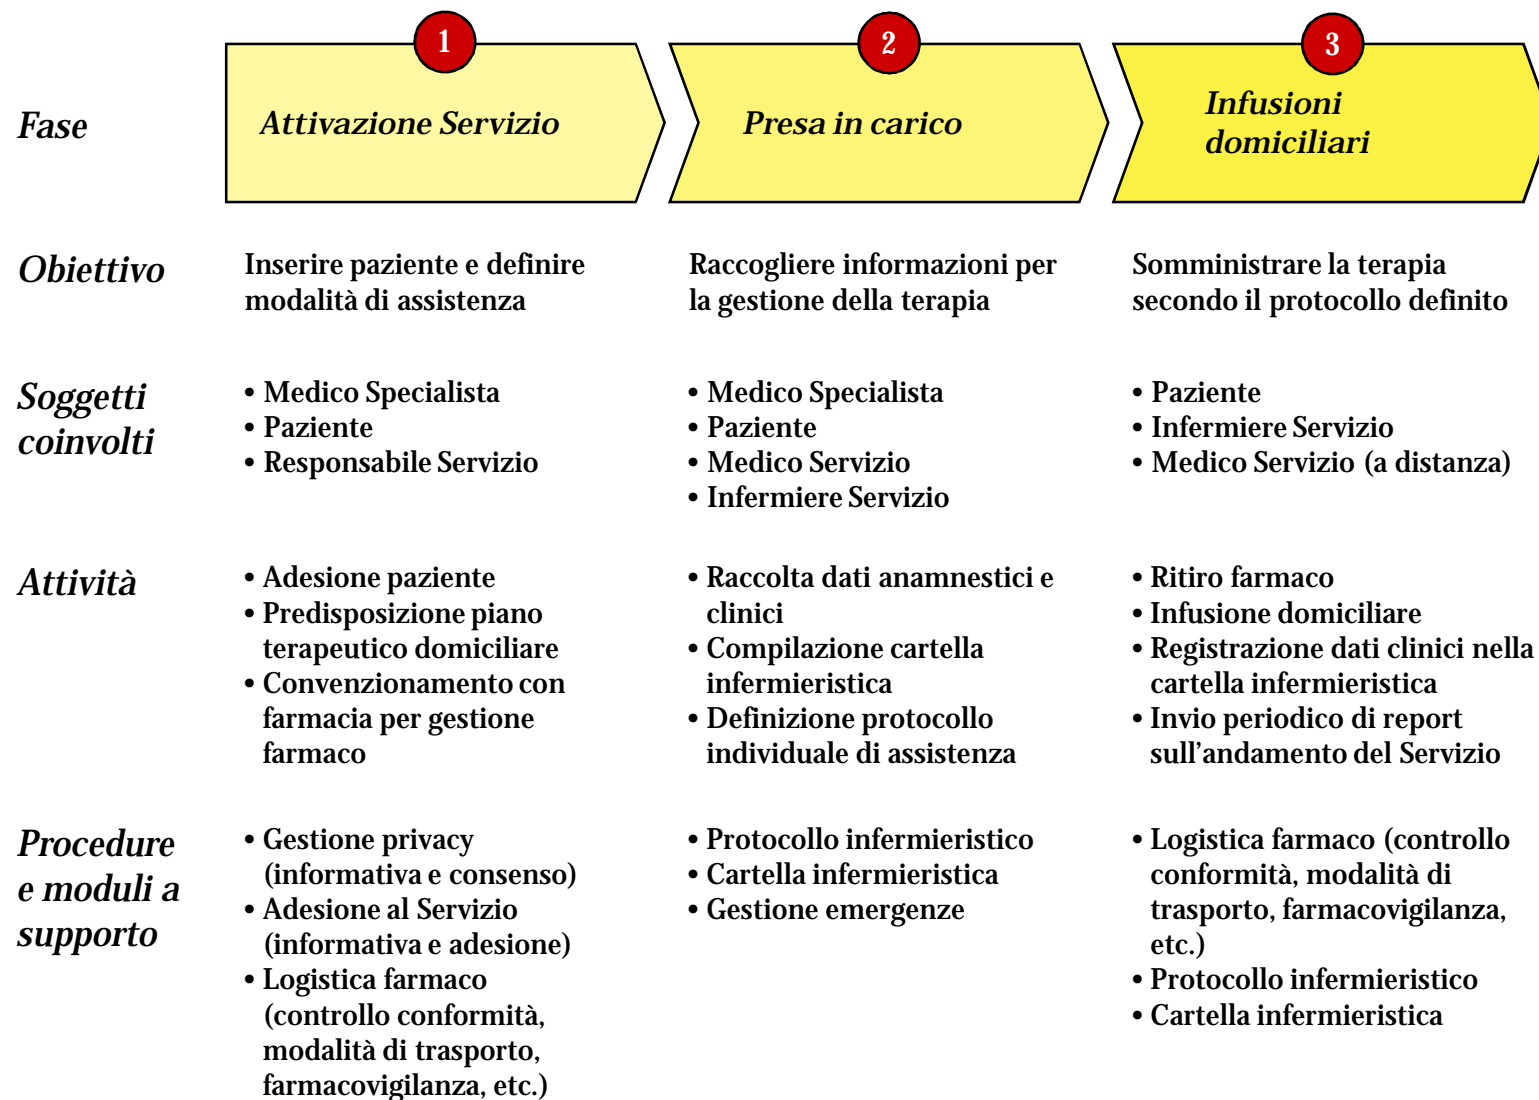 1
2
3
Fase
Attivazione Servizio
Presa in carico
Infusioni
domiciliari
Obiettivo
Inserire paziente e definire
modalità di assistenza
Raccogliere informazioni per
la gestione della terapia
Somministrare la terapia
secondo il protocollo definito
Soggetti
coinvolti
• Medico Specialista
• Paziente
• Responsabile Servizio
• Medico Specialista
• Paziente
• Medico Servizio
• Infermiere Servizio
• Paziente
• Infermiere Servizio
• Medico Servizio (a distanza)
Attività
• Adesione paziente
• Predisposizione piano
terapeutico domiciliare
• Convenzionamento con
farmacia per gestione
farmaco
• Raccolta dati anamnestici e
clinici
• Compilazione cartella
infermieristica
• Definizione protocollo
individuale di assistenza
• Ritiro farmaco
• Infusione domiciliare
• Registrazione dati clinici nella
cartella infermieristica
• Invio periodico di report
sull'andamento del Servizio
Procedure
e moduli a
supporto
• Gestione privacy
(informativa e consenso)
• Adesione al Servizio
(informativa e adesione)
• Logistica farmaco
(controllo conformità,
modalità di trasporto,
farmacovigilanza, etc.)
• Protocollo infermieristico
• Cartella infermieristica
• Gestione emergenze
• Logistica farmaco (controllo
conformità, modalità di
trasporto, farmacovigilanza,
etc.)
• Protocollo infermieristico
• Cartella infermieristica